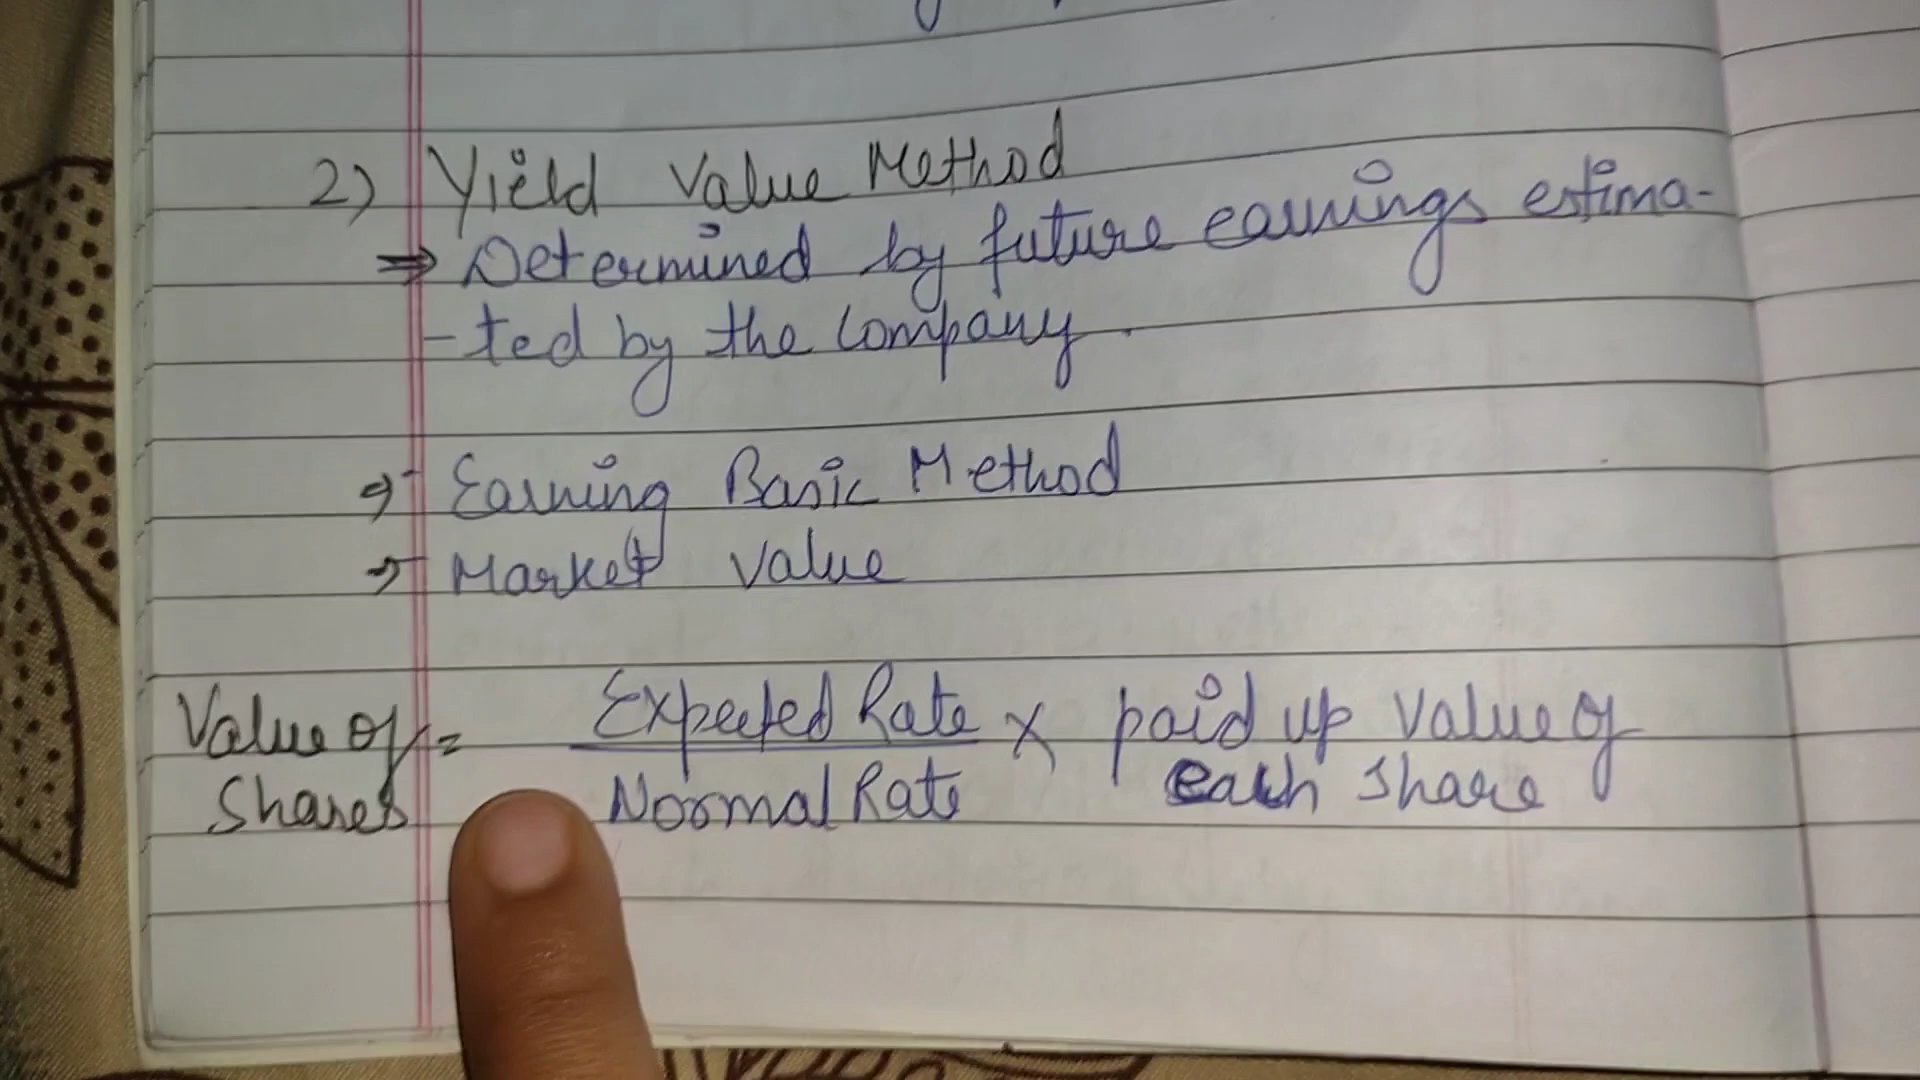 2) Yield Value Method
⇒ Determined by future earnings estima-
-ted by the Company.
→ Earning Basic Method
→ Market Value
Value of = Expected Rate × paid up Value of
Shares Normal Rate each Share